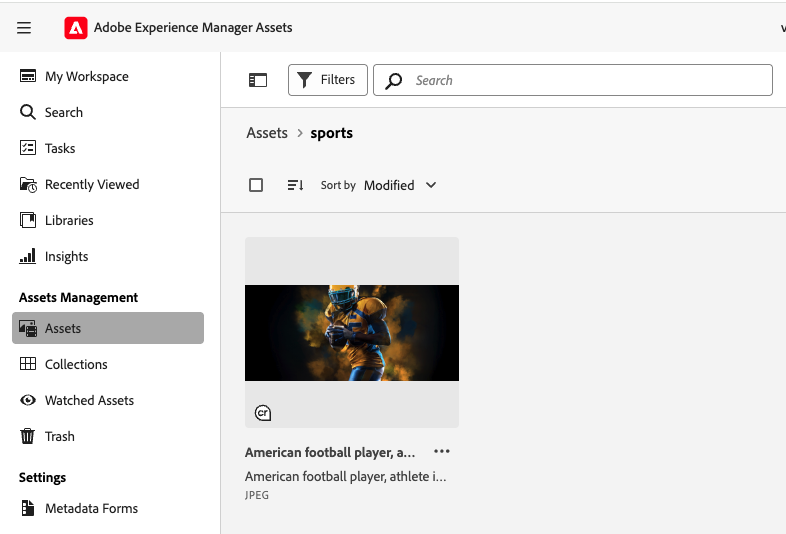 Adobe Experience Manager Assets
My Workspace
Search
Tasks
Recently Viewed
Libraries
Insights
Assets Management
Assets
Collections
Watched Assets
Trash
Settings
Metadata Forms
Filters
Search
Assets > sports
Sort by Modified
cr
American football player, a...
American football player, athlete i...
JPEG